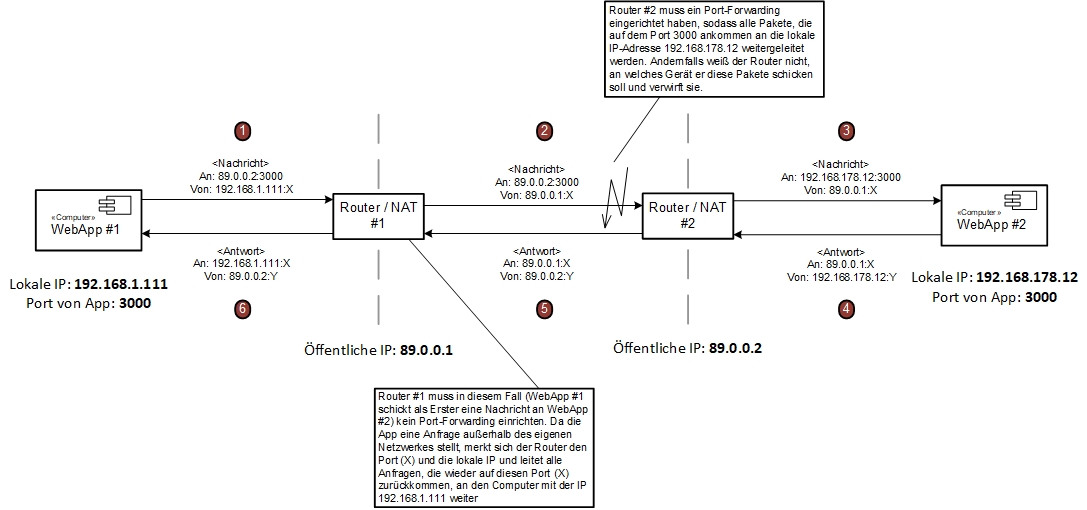 Router #2 muss ein Port-Forwarding
eingerichtet haben, sodass alle Pakete, die
auf dem Port 3000 ankommen an die lokale
IP-Adresse 192.168.178.12 weitergeleitet
werden. Andernfalls weiß der Router nicht,
an welches Gerät er diese Pakete schicken
soll und verwirft sie.
1
2
3
<Nachricht>
An: 89.0.0.2:3000
Von: 192.168.1.111:X
<Nachricht>
An: 89.0.0.2:3000
Von: 89.0.0.1:X
<Nachricht>
An: 192.168.178.12:3000
Von: 89.0.0.1:X
«Computer»
WebApp #1
Router / NAT
#1
Router / NAT
#2
«Computer»
WebApp #2
<Antwort>
An: 192.168.1.111:X
Von: 89.0.0.2:Y
<Antwort>
An: 89.0.0.1:X
Von: 89.0.0.2:Y
<Antwort>
An: 89.0.0.1:X
Von: 192.168.178.12:Y
Lokale IP: 192.168.1.111
Port von App: 3000
Lokale IP: 192.168.178.12
Port von App: 3000
6
5
4
Öffentliche IP: 89.0.0.1
Öffentliche IP: 89.0.0.2
Router #1 muss in diesem Fall (WebApp #1
schickt als Erster eine Nachricht an WebApp
#2) kein Port-Forwarding einrichten. Da die
App eine Anfrage außerhalb des eigenen
Netzwerkes stellt, merkt sich der Router den
Port (X) und die lokale IP und leitet alle
Anfragen, die wieder auf diesen Port (X)
zurückkommen, an den Computer mit der IP
192.168.1.111 weiter